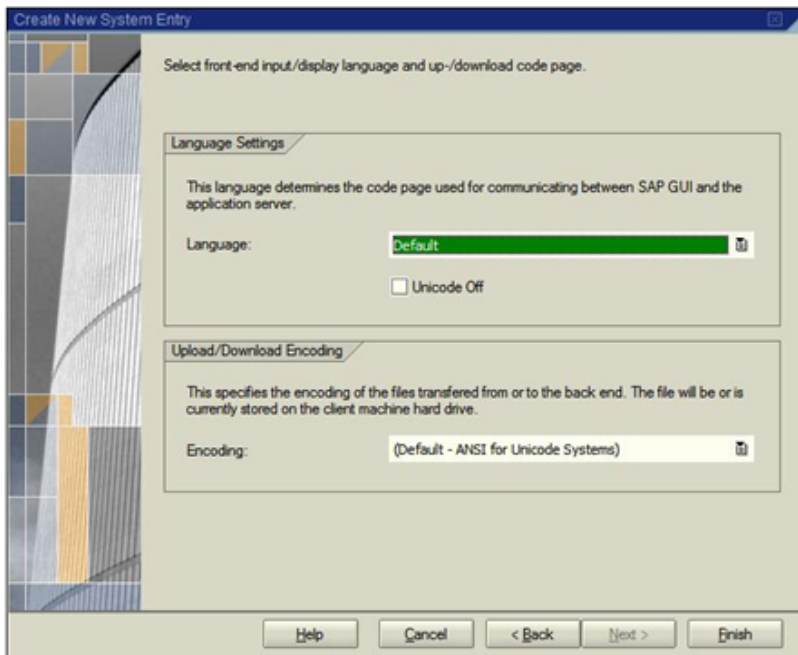 Create New System Entry
Select front-end input/display language and up-/download code page.
Language Settings
This language determines the code page used for communicating between SAP GUI and the
application server.
Language: Default
Unicode Off
Upload/Download Encoding
This specifies the encoding of the files transfered from or to the back end. The file will be or is
currently stored on the client machine hard drive.
Encoding: (Default - ANSI for Unicode Systems)
Help Cancel < Back Next > Finish